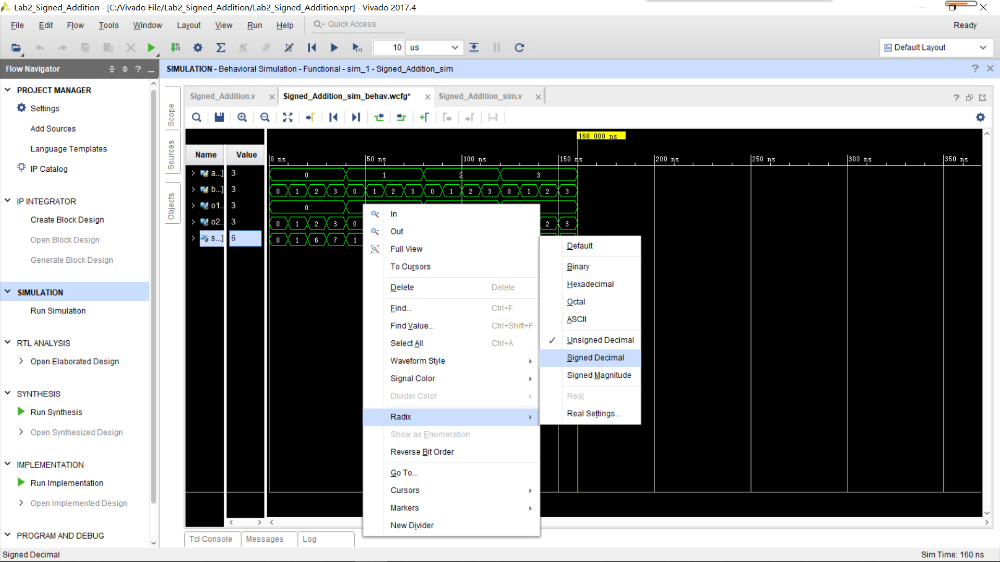 Lab2_Signed_Addition - [C:/Vivado File/Lab2_Signed_Addition/Lab2_Signed_Addition.xpr] - Vivado 2017.4
File Edit Flow Tools Window Layout View Run Help Quick Access Ready
10 us Default Layout
Flow Navigator
PROJECT MANAGER
Settings
Add Sources
Language Templates
IP Catalog
IP INTEGRATOR
Create Block Design
Open Block Design
Generate Block Design
SIMULATION
Run Simulation
RTL ANALYSIS
Open Elaborated Design
SYNTHESIS
Run Synthesis
Open Synthesized Design
IMPLEMENTATION
Run Implementation
Open Implemented Design
PROGRAM AND DEBUG
SIMULATION - Behavioral Simulation - Functional - sim_1 - Signed_Addition_sim
Scope
Sources
Objects
Signed_Addition.v Signed_Addition_sim_behav.wcfg* Signed_Addition_sim.v
160.000 ns
Name Value
0 ns 50 ns 100 ns 150 ns 200 ns 250 ns 300 ns 350 ns
a...] 3 0 1 2 3
b...] 3 0 1 2 3 0 1 2 3 0 1 2 3 0 1 2 3
o1.. 3 0
o2.. 3 0 1 2 3 0 2 3
s...] 6 0 1 6 7 1
In
Out
Full View
To Cursors
Delete Delete
Find... Ctrl+F
Find Value... Ctrl+Shift+F
Select All Ctrl+A
Waveform Style
Signal Color
Divider Color
Radix
Show as Enumeration
Reverse Bit Order
Go To...
Cursors
Markers
New Divider
Default
Binary
Hexadecimal
Octal
ASCII
Unsigned Decimal
Signed Decimal
Signed Magnitude
Real
Real Settings...
Tcl Console Messages Log
Signed Decimal Sim Time: 160 ns